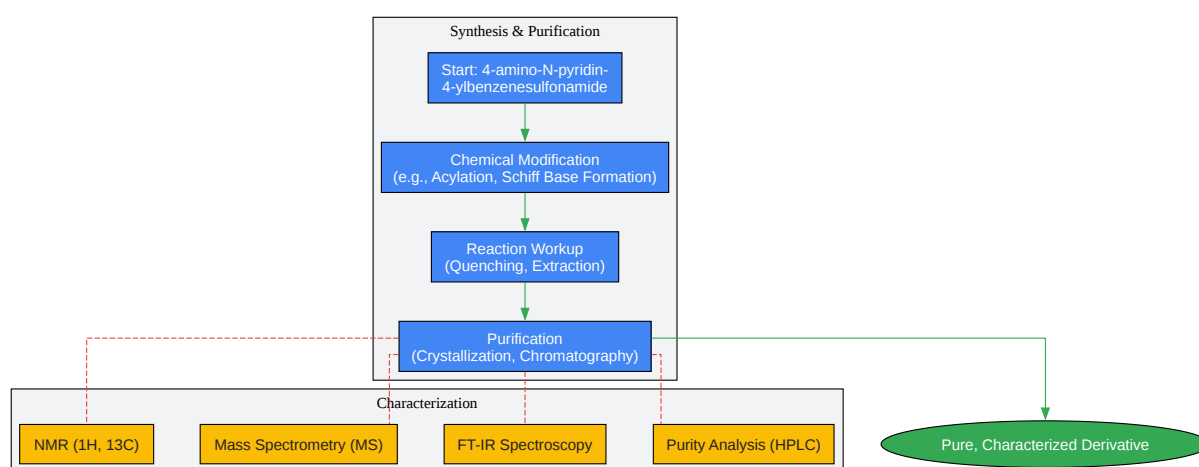 Synthesis & Purification
Start: 4-amino-N-pyridin-
4-ylbenzenesulfonamide
Chemical Modification
(e.g., Acylation, Schiff Base Formation)
Reaction Workup
(Quenching, Extraction)
Purification
(Crystallization, Chromatography)
Characterization
NMR (1H, 13C)
Mass Spectrometry (MS)
FT-IR Spectroscopy
Purity Analysis (HPLC)
Pure, Characterized Derivative